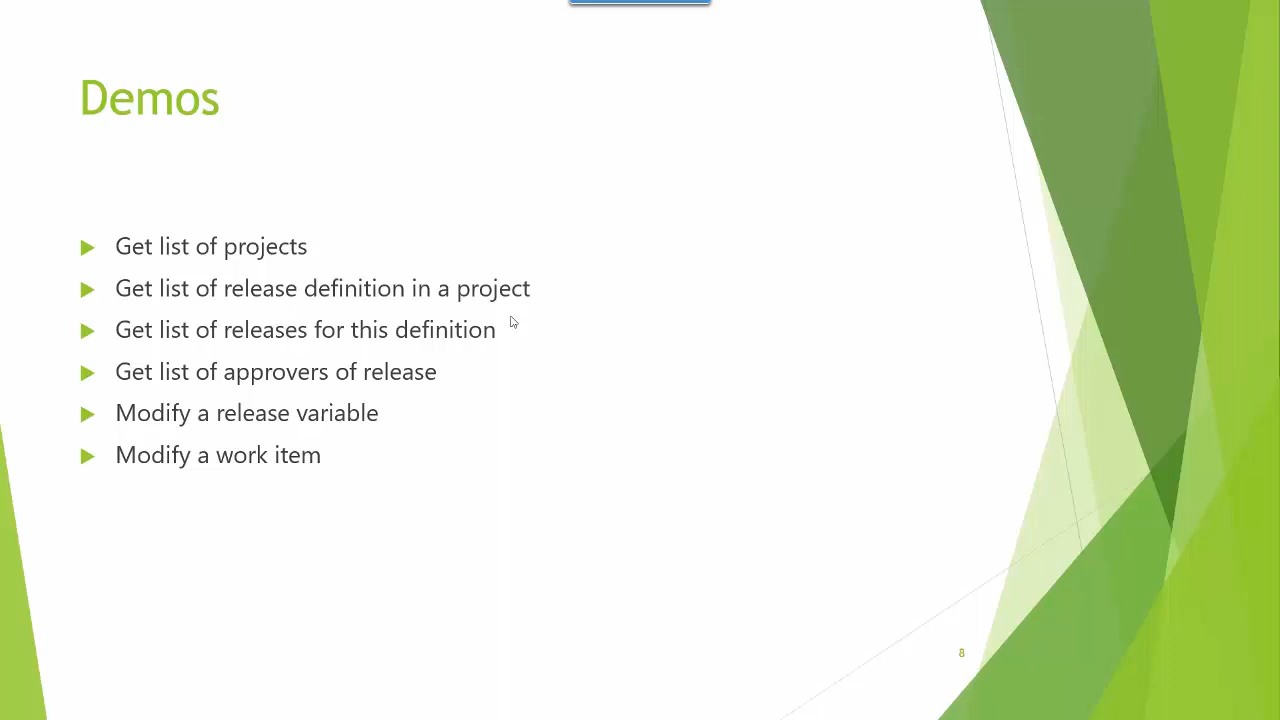 Demos
Get list of projects
Get list of release definition in a project
Get list of releases for this definition
Get list of approvers of release
Modify a release variable
Modify a work item
8